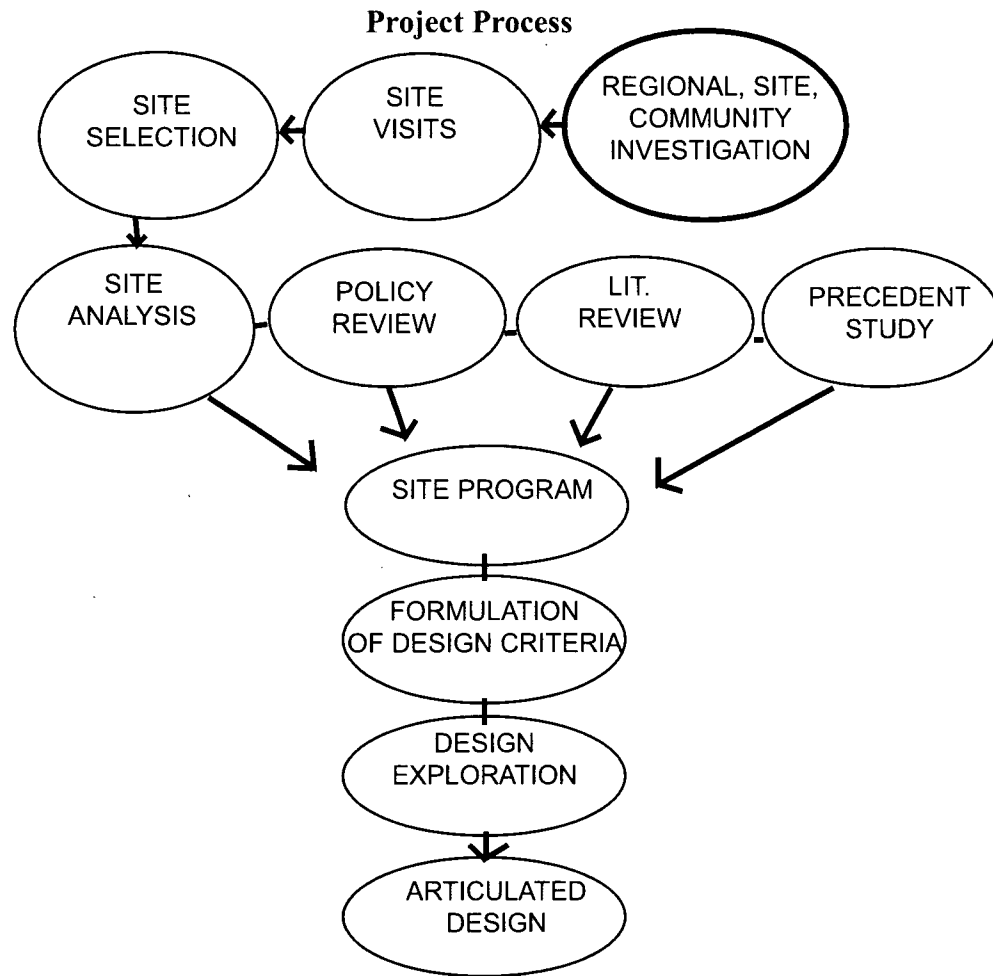 Project Process
SITE
SELECTION
SITE
VISITS
REGIONAL, SITE,
COMMUNITY
INVESTIGATION
SITE
ANALYSIS
POLICY
REVIEW
LIT.
REVIEW
PRECEDENT
STUDY
SITE PROGRAM
FORMULATION
OF DESIGN CRITERIA
DESIGN
EXPLORATION
ARTICULATED
DESIGN